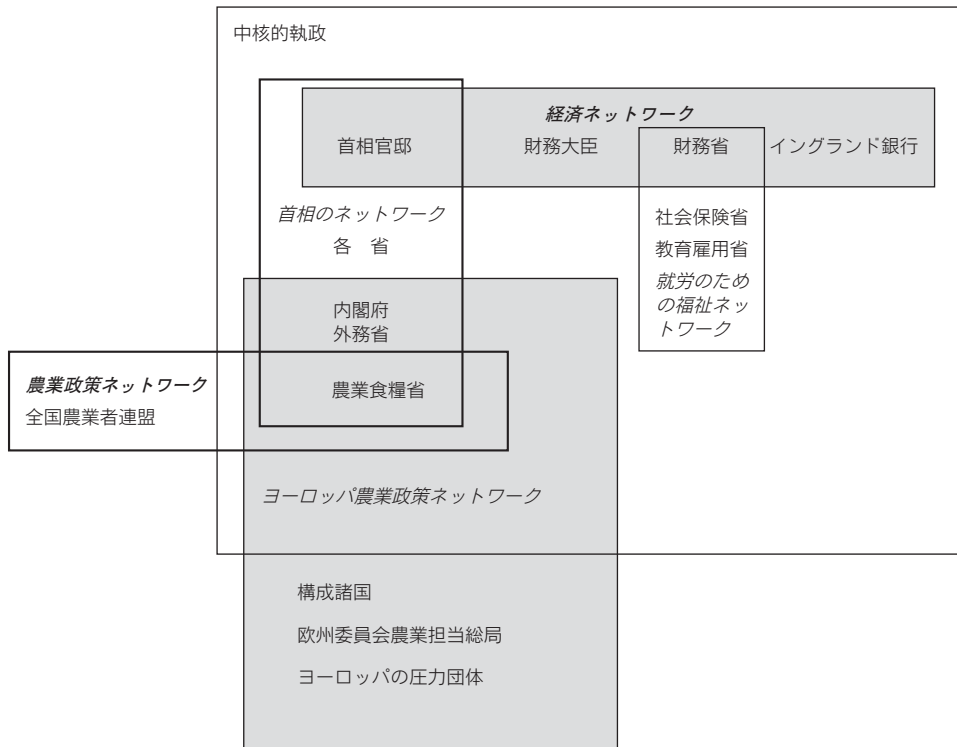 中核的執政
経済ネットワーク
首相官邸
財務大臣
財務省
イングランド銀行
首相のネットワーク
各　省
社会保険省
教育雇用省
就労のため
の福祉ネッ
トワーク
内閣府
外務省
農業政策ネットワーク
全国農業者連盟
農業食糧省
ヨーロッパ農業政策ネットワーク
構成諸国
欧州委員会農業担当総局
ヨーロッパの圧力団体